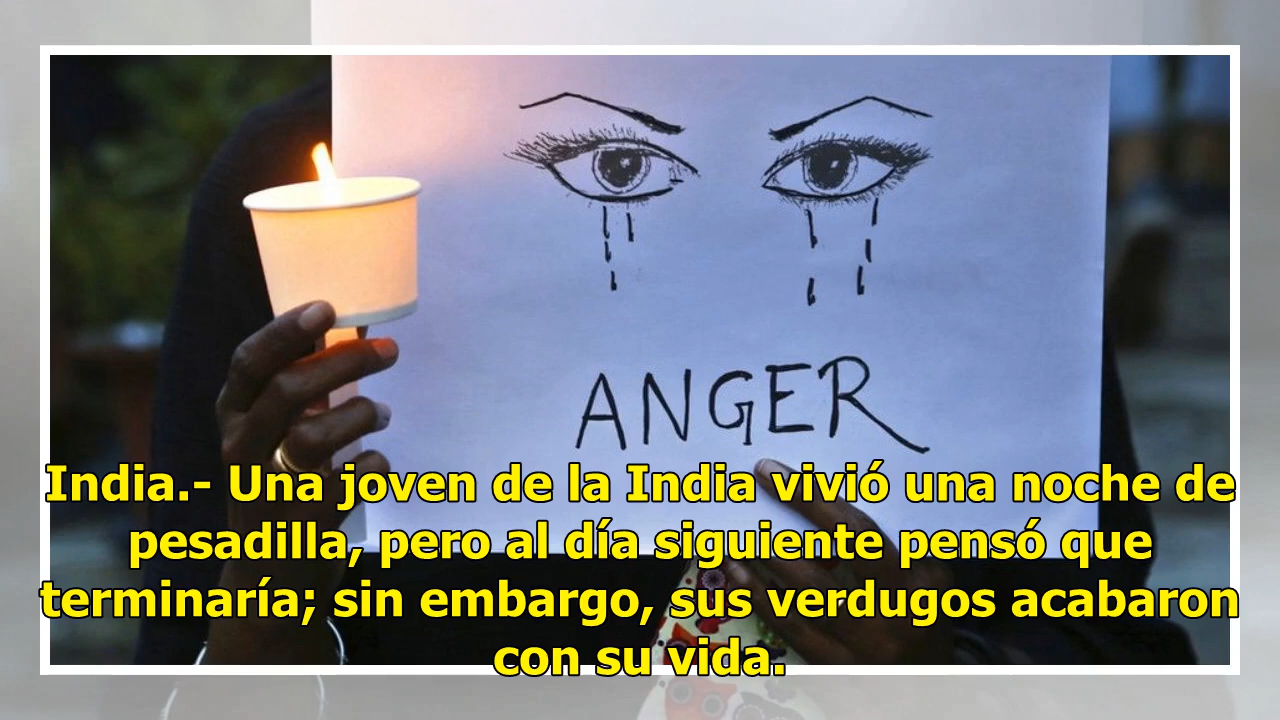 ANGER
India.- Una joven de la India vivió una noche de
pesadilla, pero al día siguiente pensó que
terminaría; sin embargo, sus verdugos acabaron
con su vida.